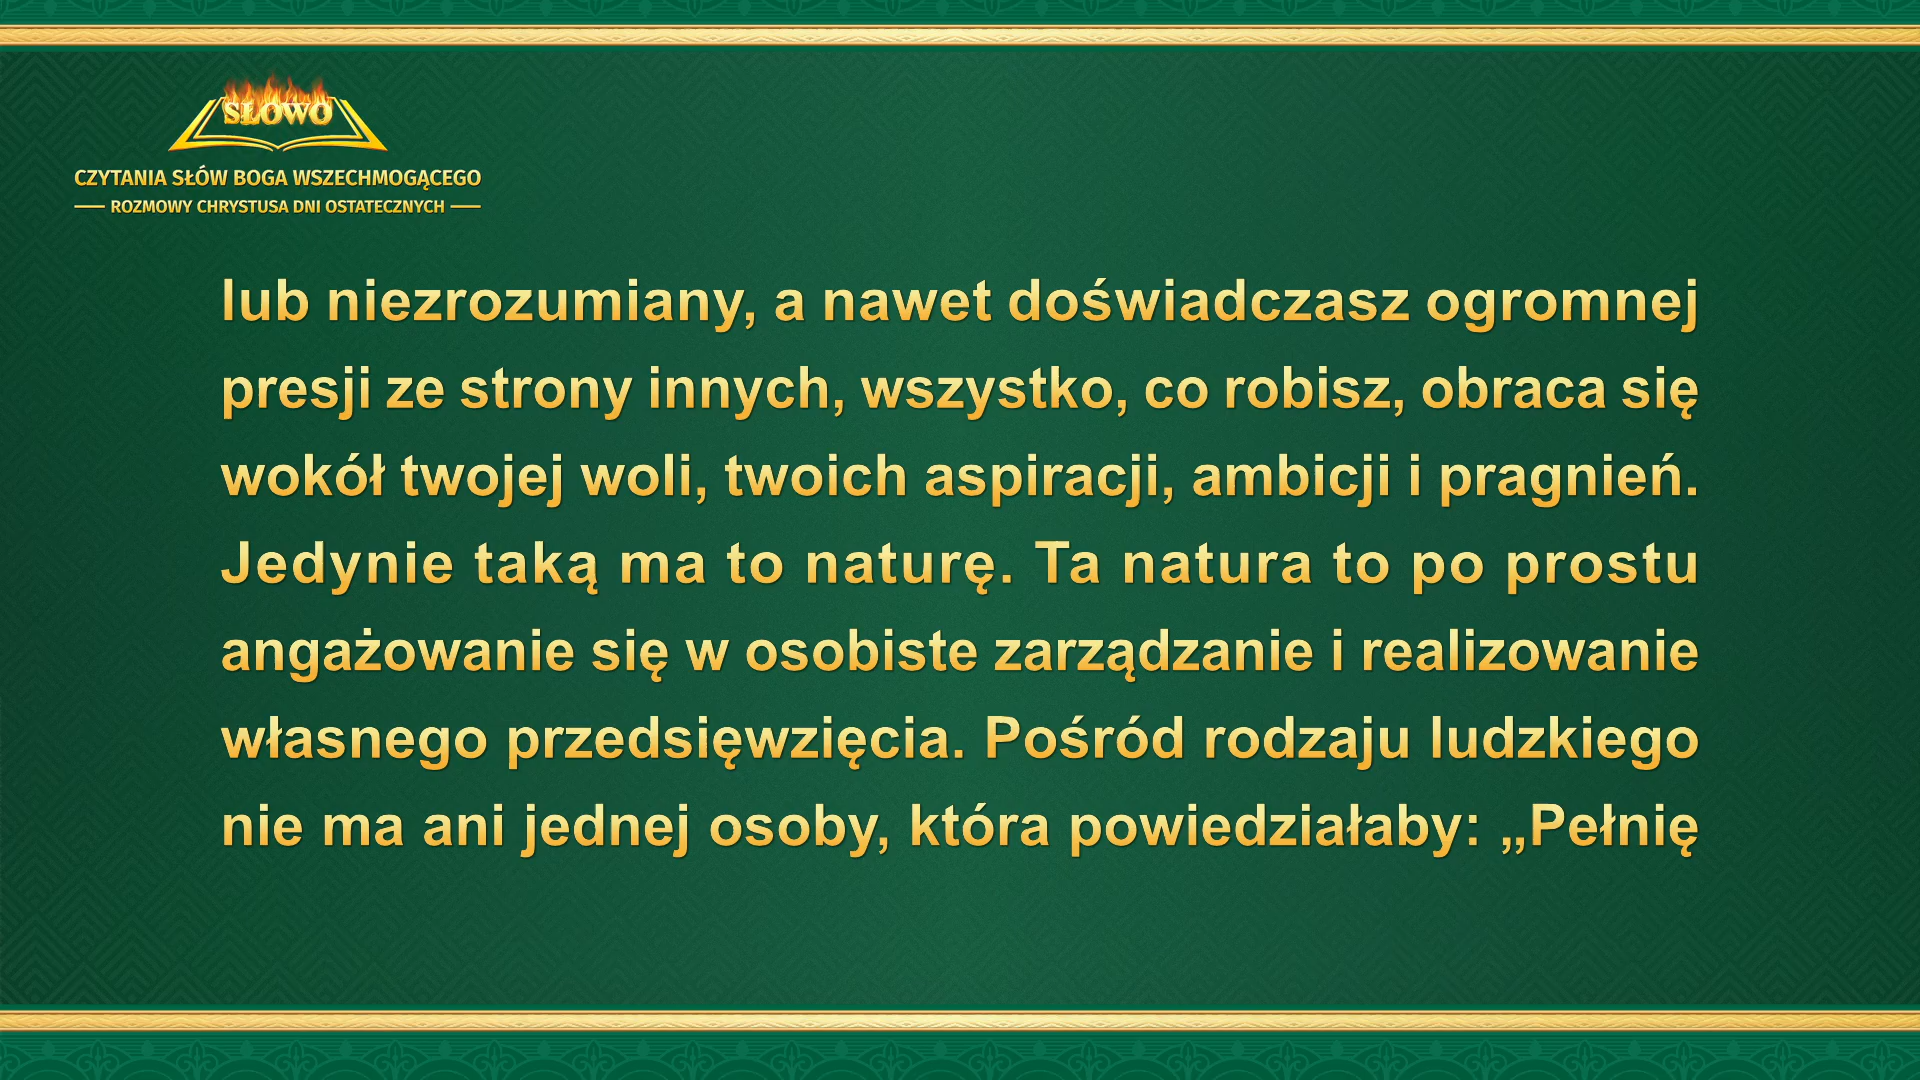 SŁOWO
CZYTANIA SŁÓW BOGA WSZECHMOGĄCEGO
ROZMOWY CHRYSTUSA DNI OSTATECZNYCH
lub niezrozumiany, a nawet doświadczasz ogromnej
presji ze strony innych, wszystko, co robisz, obraca się
wokół twojej woli, twoich aspiracji, ambicji i pragnień.
Jedynie taką ma to naturę. Ta natura to po prostu
angażowanie się w osobiste zarządzanie i realizowanie
własnego przedsięwzięcia. Pośród rodzaju ludzkiego
nie ma ani jednej osoby, która powiedziałaby: „Pełnię